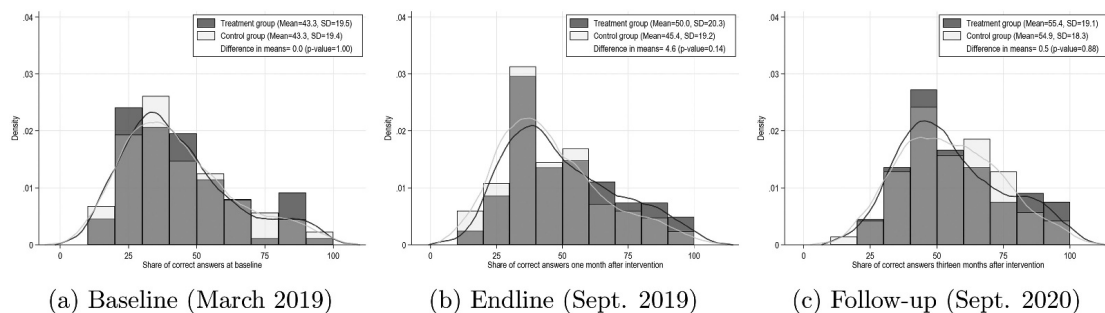 .04
.03
.02
.01
0
Density
Treatment group (Mean=43.3, SD=19.5)
Control group (Mean=43.3, SD=19.4)
Difference in means= 0.0 (p-value=1.00)
0 25 50 75 100
Share of correct answers at baseline
(a) Baseline (March 2019)
.04
.03
.02
.01
0
Density
Treatment group (Mean=50.0, SD=20.3)
Control group (Mean=45.4, SD=19.2)
Difference in means= 4.6 (p-value=0.14)
0 25 50 75 100
Share of correct answers one month after intervention
(b) Endline (Sept. 2019)
.04
.03
.02
.01
0
Density
Treatment group (Mean=55.4, SD=19.1)
Control group (Mean=54.9, SD=18.3)
Difference in means= 0.5 (p-value=0.88)
0 25 50 75 100
Share of correct answers thirteen months after intervention
(c) Follow-up (Sept. 2020)